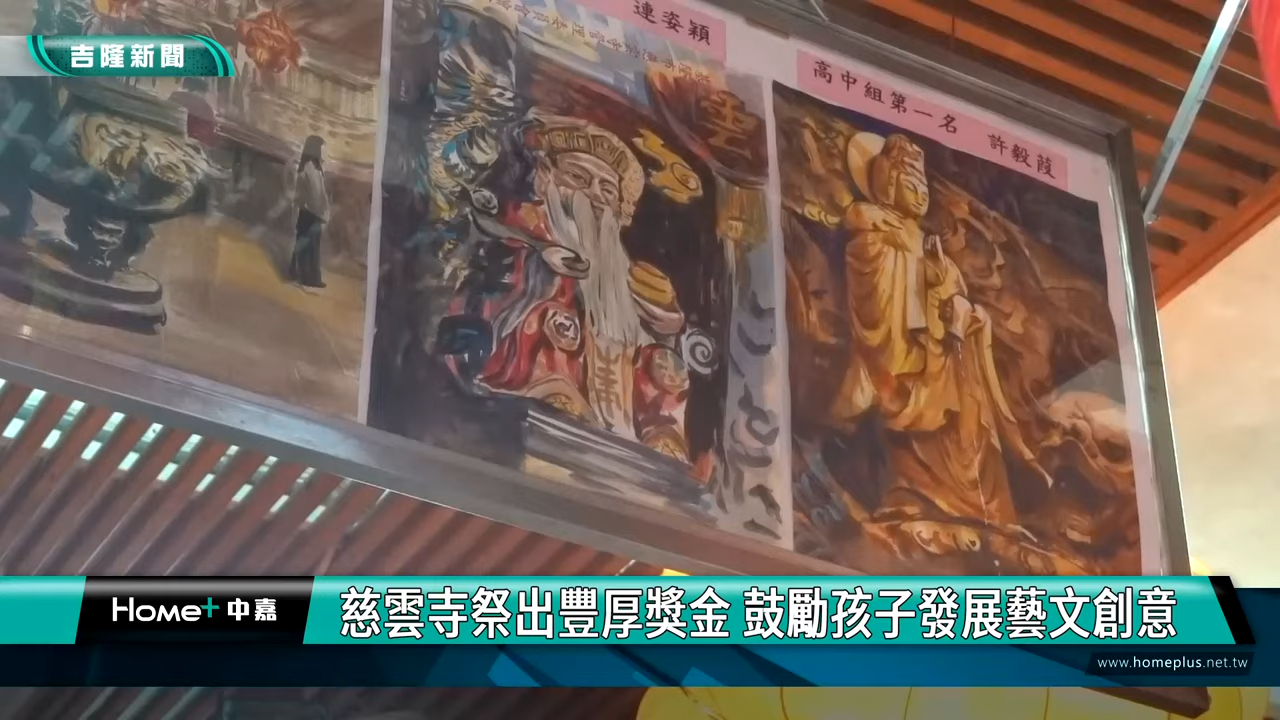 吉隆新聞
連姿穎
高中組第一名 許毅葭
雲
Home+ 中嘉
慈雲寺祭出豐厚獎金 鼓勵孩子發展藝文創意
www.homeplus.net.tw